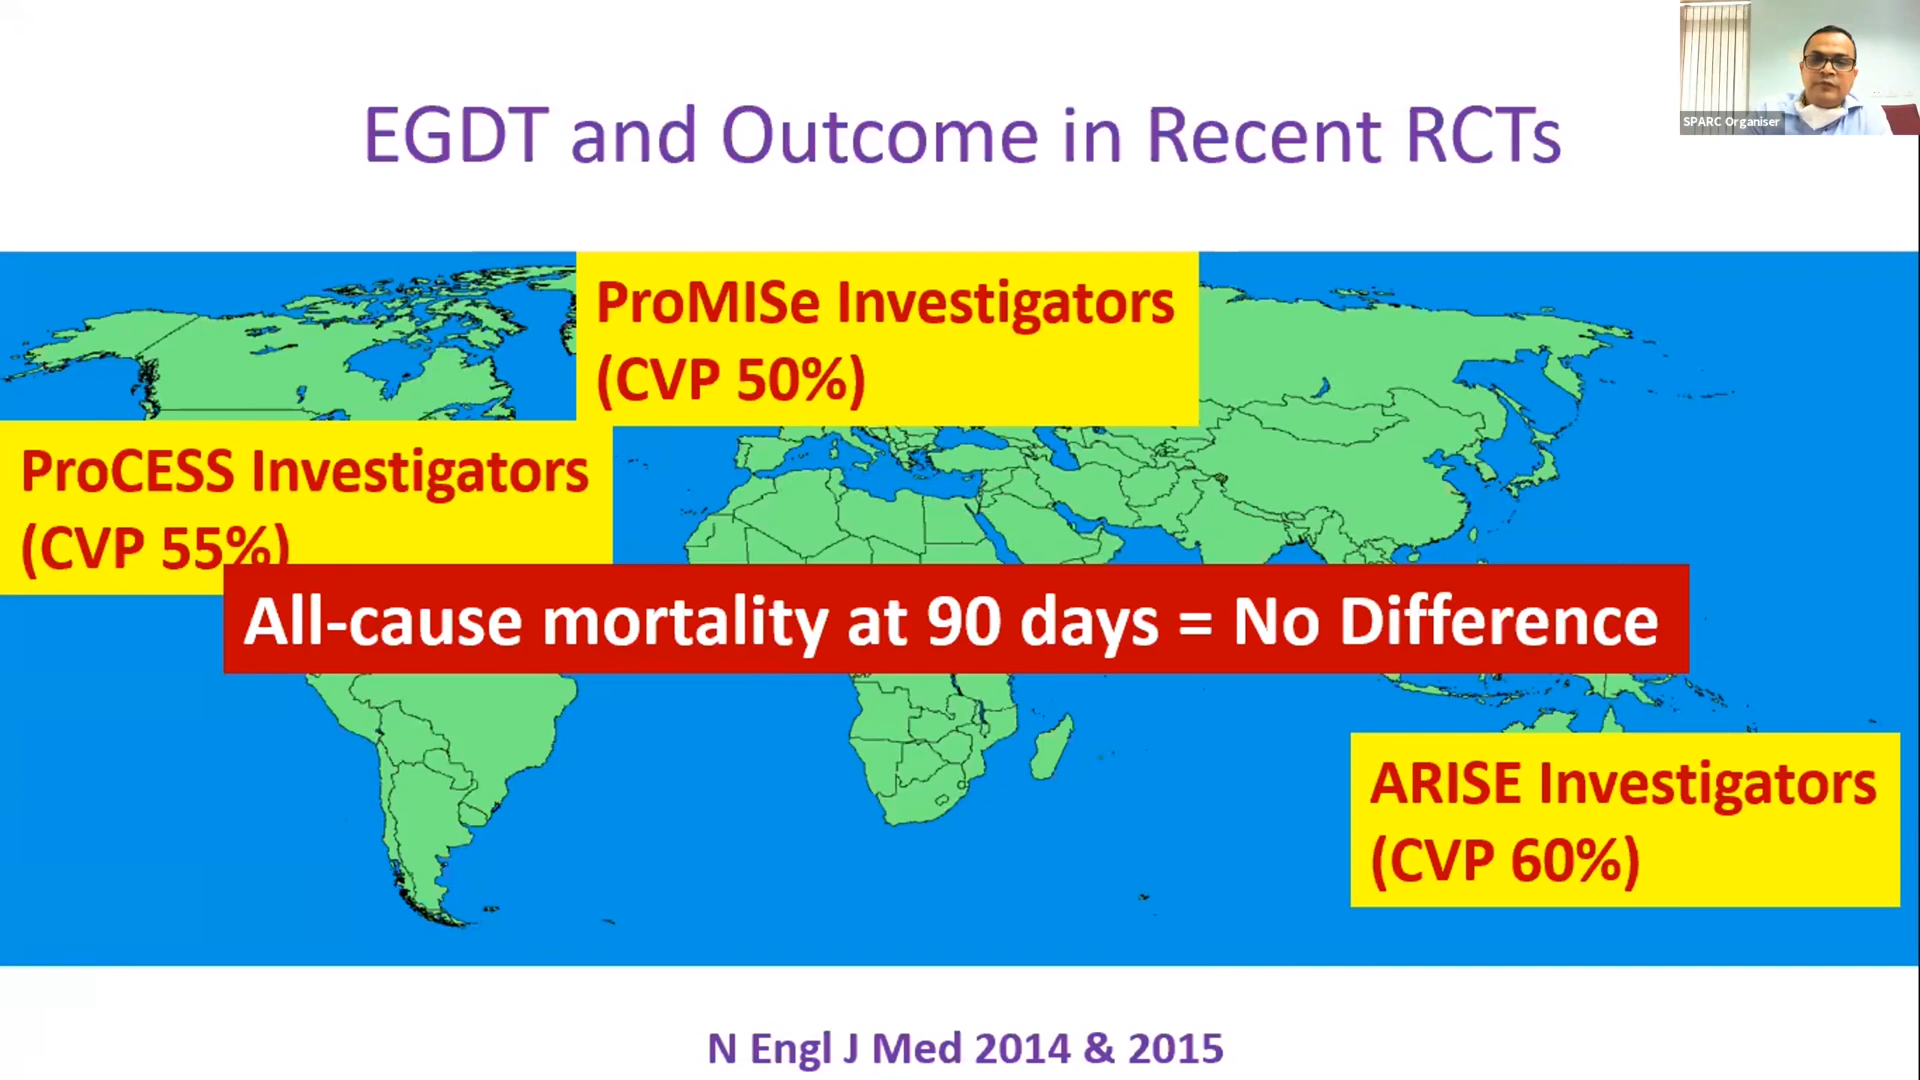 SPARC Organiser
EGDT and Outcome in Recent RCTs
ProMISe Investigators
(CVP 50%)
ProCESS Investigators
(CVP 55%)
All-cause mortality at 90 days = No Difference
ARISE Investigators
(CVP 60%)
N Engl J Med 2014 & 2015